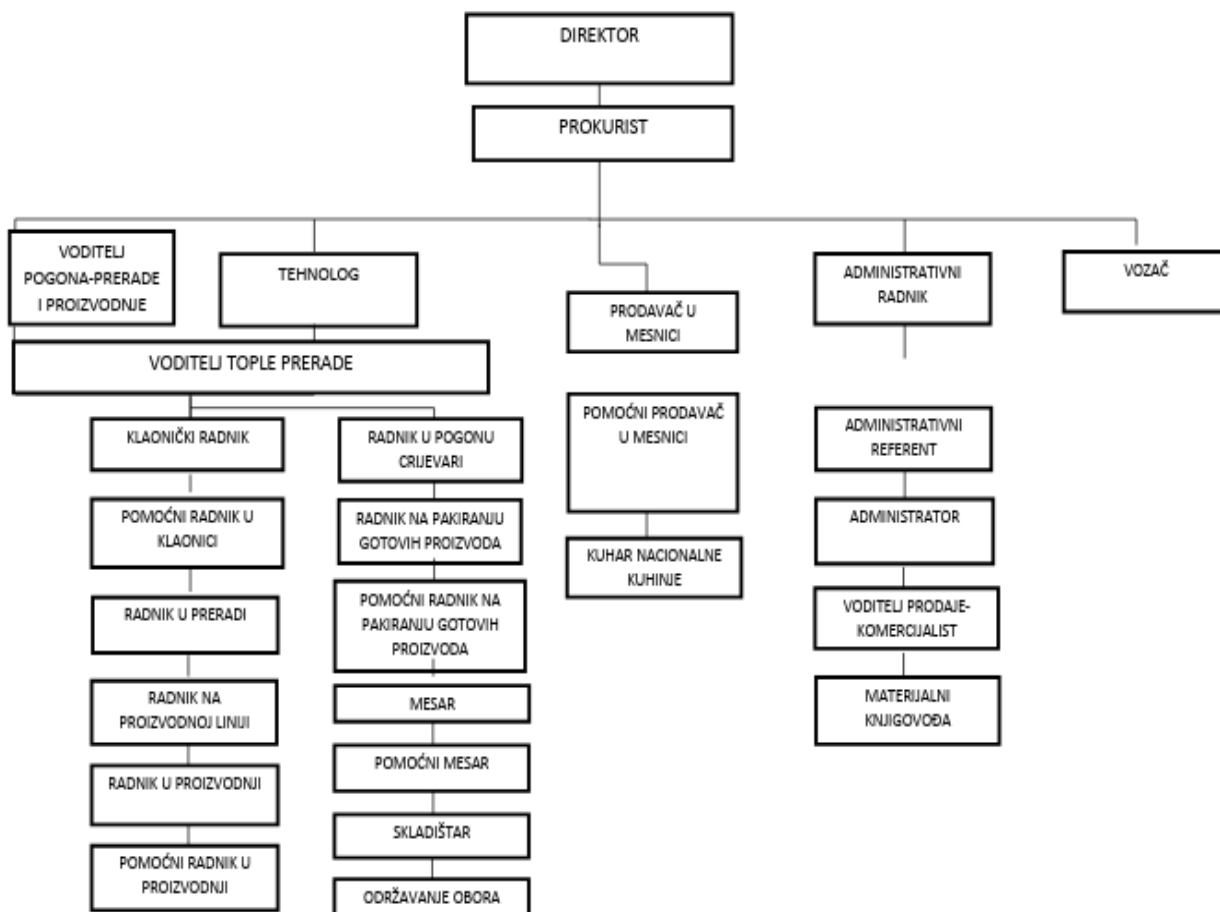 DIREKTOR
PROKURIST
VODITELJ
POGONA-PRERADE
I PROIZVODNJE
TEHNOLOG
PRODAVAČ U
MESNICI
ADMINISTRATIVNI
RADNIK
VOZAČ
VODITELJ TOPLE PRERADE
KLAONIČKI RADNIK
POMOĆNI RADNIK U
KLAONICI
RADNIK U PRERADI
RADNIK NA
PROIZVODNOJ LINIJI
RADNIK U PROIZVODNJI
POMOĆNI RADNIK U
PROIZVODNJI
RADNIK U POGONU
CRIJEVARI
RADNIK NA PAKIRANJU
GOTOVIH PROIZVODA
POMOĆNI RADNIK NA
PAKIRANJU GOTOVIH
PROIZVODA
MESAR
POMOĆNI MESAR
SKLADIŠTAR
ODRŽAVANJE OBORA
POMOĆNI PRODAVAČ
U MESNICI
KUHAR NACIONALNE
KUHINJE
ADMINISTRATIVNI
REFERENT
ADMINISTRATOR
VODITELJ PRODAJE-
KOMERCIJALIST
MATERIJALNI
KNJIGOVOĐA